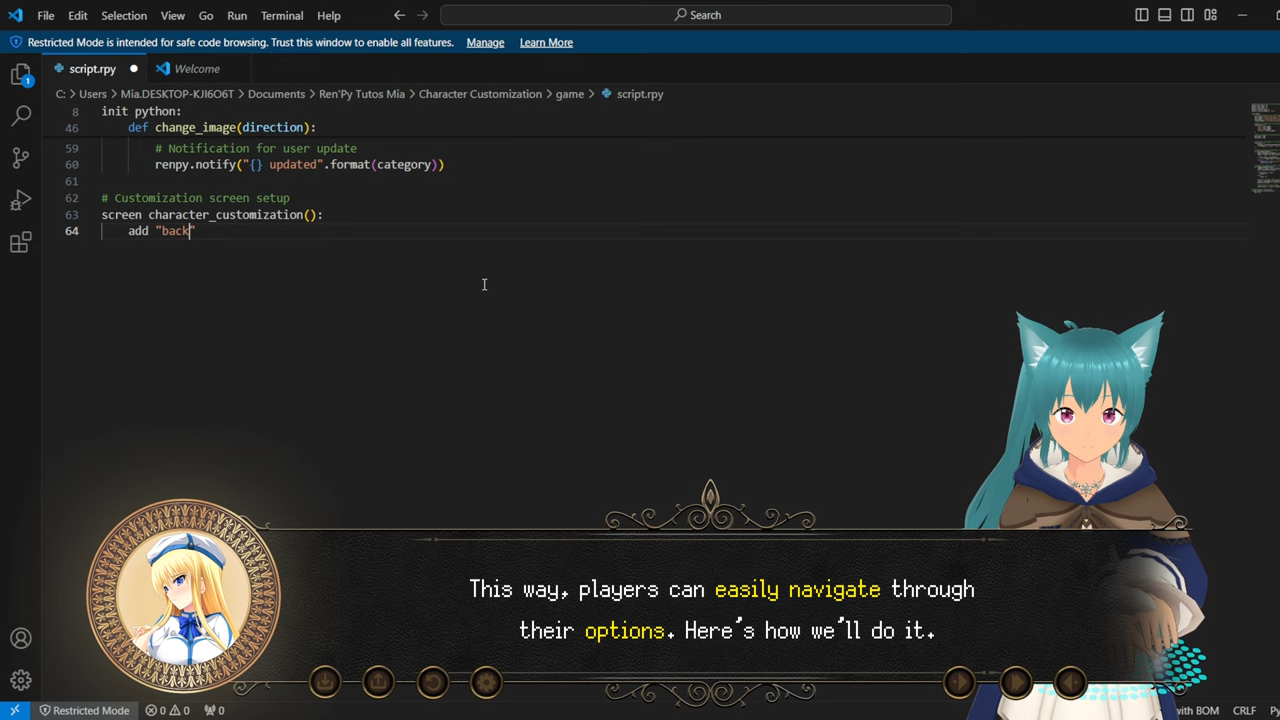 File Edit Selection View Go Run Terminal Help
Search
Restricted Mode is intended for safe code browsing. Trust this window to enable all features. Manage Learn More
script.rpy Welcome
C: > Users > Mia.DESKTOP-KJI6O6T > Documents > Ren'Py Tutos Mia > Character Customization > game > script.rpy
8 init python:
46 def change_image(direction):
59 # Notification for user update
60 renpy.notify("{} updated".format(category))
61
62 # Customization screen setup
63 screen character_customization():
64 add "back"
1
This way, players can easily navigate through
their options. Here's how we'll do it.
Restricted Mode 0 0 0 with BOM CRLF